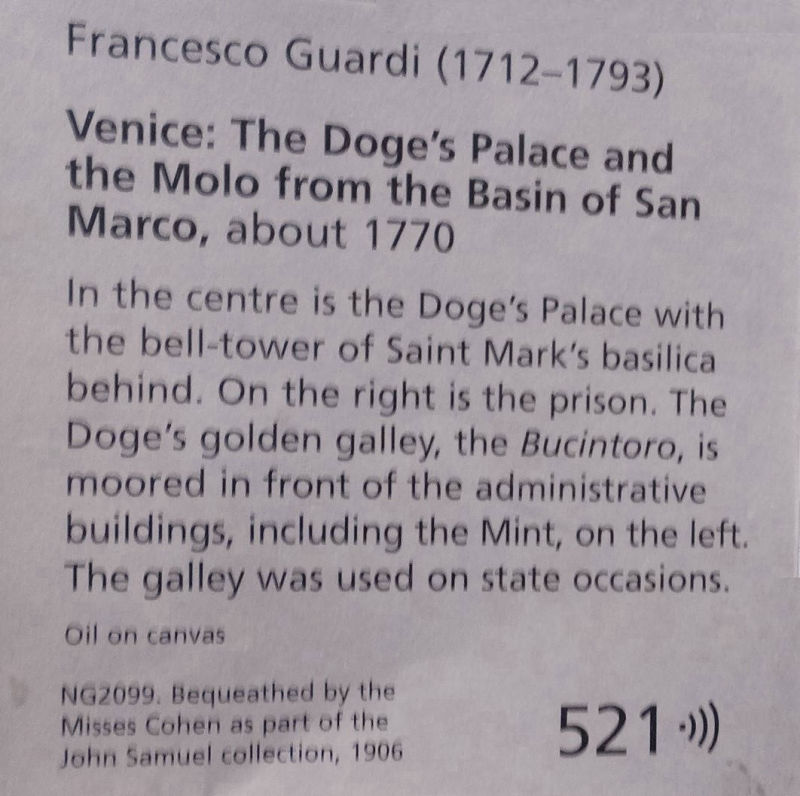 Francesco Guardi (1712–1793)
Venice: The Doge's Palace and
the Molo from the Basin of San
Marco, about 1770
In the centre is the Doge's Palace with
the bell-tower of Saint Mark's basilica
behind. On the right is the prison. The
Doge's golden galley, the Bucintoro, is
moored in front of the administrative
buildings, including the Mint, on the left.
The galley was used on state occasions.
Oil on canvas
NG2099. Bequeathed by the
Misses Cohen as part of the
John Samuel collection, 1906
521